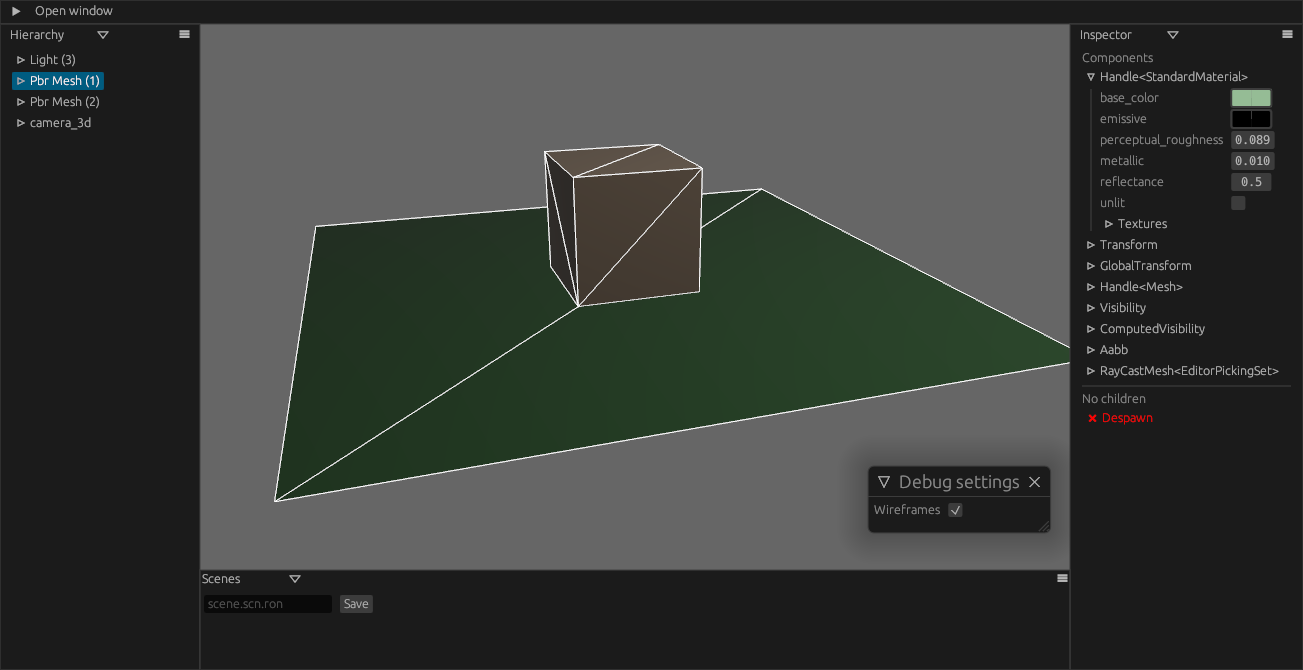 Open window
Hierarchy
Light (3)
Pbr Mesh (1)
Pbr Mesh (2)
camera_3d
Inspector
Components
Handle<StandardMaterial>
base_color
emissive
perceptual_roughness 0.089
metallic 0.010
reflectance 0.5
unlit
Textures
Transform
GlobalTransform
Handle<Mesh>
Visibility
ComputedVisibility
Aabb
RayCastMesh<EditorPickingSet>
No children
Despawn
Debug settings
Wireframes
Scenes
scene.scn.ron Save